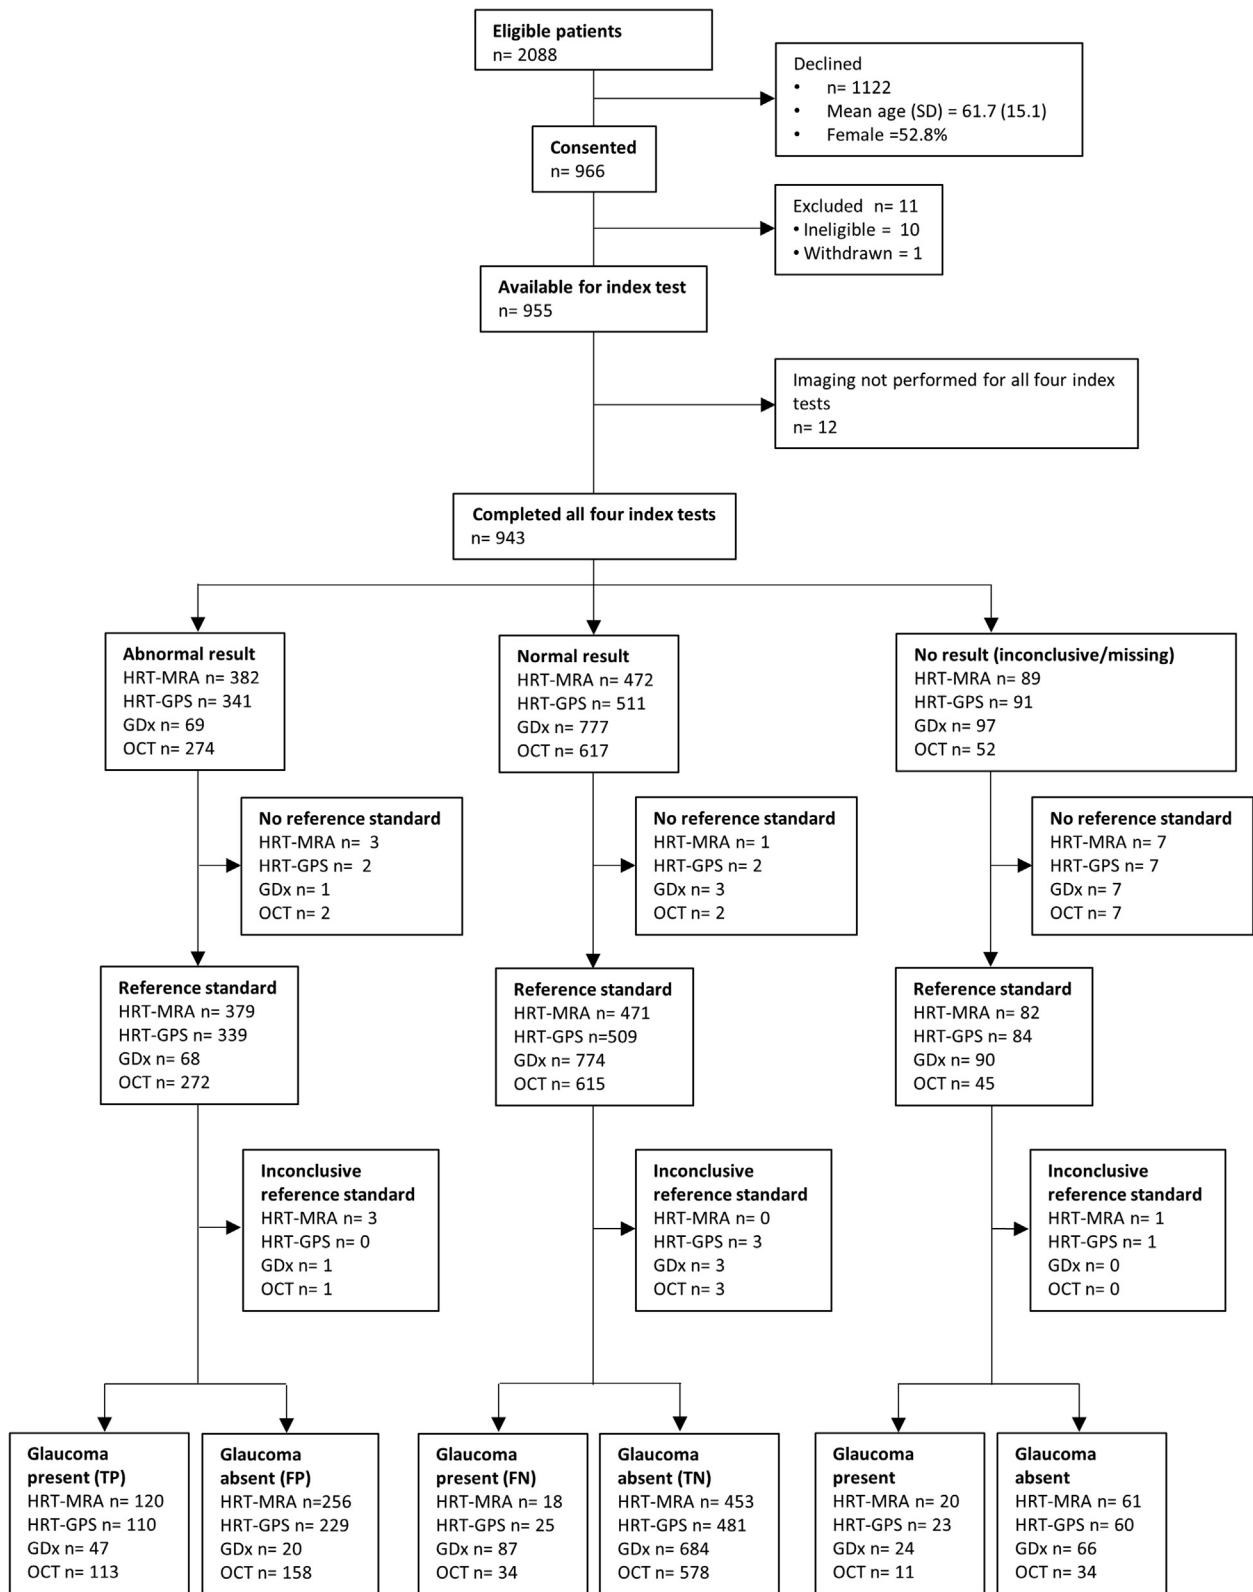 Eligible patients
n= 2088
Declined
• n= 1122
• Mean age (SD) = 61.7 (15.1)
• Female =52.8%
Consented
n= 966
Excluded n= 11
• Ineligible = 10
• Withdrawn = 1
Available for index test
n= 955
Imaging not performed for all four index
tests
n= 12
Completed all four index tests
n= 943
Abnormal result
HRT-MRA n= 382
HRT-GPS n= 341
GDx n= 69
OCT n= 274
Normal result
HRT-MRA n= 472
HRT-GPS n= 511
GDx n= 777
OCT n= 617
No result (inconclusive/missing)
HRT-MRA n= 89
HRT-GPS n= 91
GDx n= 97
OCT n= 52
No reference standard
HRT-MRA n= 3
HRT-GPS n= 2
GDx n= 1
OCT n= 2
No reference standard
HRT-MRA n= 1
HRT-GPS n= 2
GDx n= 3
OCT n= 2
No reference standard
HRT-MRA n= 7
HRT-GPS n= 7
GDx n= 7
OCT n= 7
Reference standard
HRT-MRA n= 379
HRT-GPS n= 339
GDx n= 68
OCT n= 272
Reference standard
HRT-MRA n= 471
HRT-GPS n=509
GDx n= 774
OCT n= 615
Reference standard
HRT-MRA n= 82
HRT-GPS n= 84
GDx n= 90
OCT n= 45
Inconclusive
reference standard
HRT-MRA n= 3
HRT-GPS n= 0
GDx n= 1
OCT n= 1
Inconclusive
reference standard
HRT-MRA n= 0
HRT-GPS n= 3
GDx n= 3
OCT n= 3
Inconclusive
reference standard
HRT-MRA n= 1
HRT-GPS n= 1
GDx n= 0
OCT n= 0
Glaucoma
present (TP)
HRT-MRA n= 120
HRT-GPS n= 110
GDx n= 47
OCT n= 113
Glaucoma
absent (FP)
HRT-MRA n=256
HRT-GPS n= 229
GDx n= 20
OCT n= 158
Glaucoma
present (FN)
HRT-MRA n= 18
HRT-GPS n= 25
GDx n= 87
OCT n= 34
Glaucoma
absent (TN)
HRT-MRA n= 453
HRT-GPS n= 481
GDx n= 684
OCT n= 578
Glaucoma
present
HRT-MRA n= 20
HRT-GPS n= 23
GDx n= 24
OCT n= 11
Glaucoma
absent
HRT-MRA n= 61
HRT-GPS n= 60
GDx n= 66
OCT n= 34